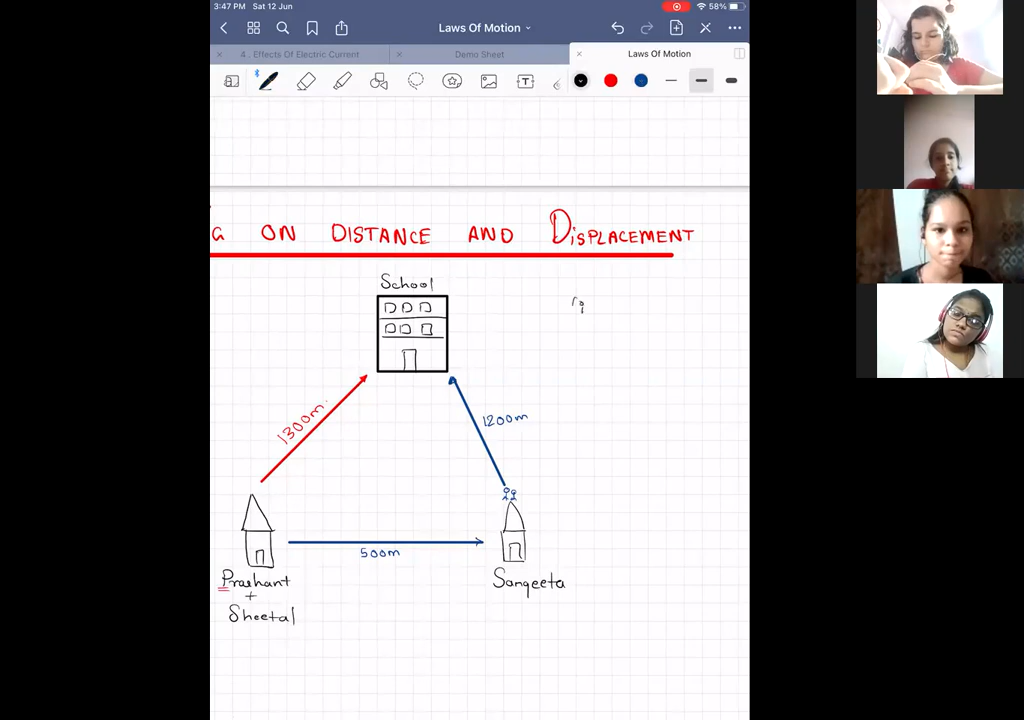 3:47 PM Sat 12 Jun
58%
Laws Of Motion
4 . Effects Of Electric Current
Demo Sheet
Laws Of Motion
T
ON DISTANCE AND DISPLACEMENT
School
1300m
1200m
500m
Prashant
+
Sheetal
Sangeeta